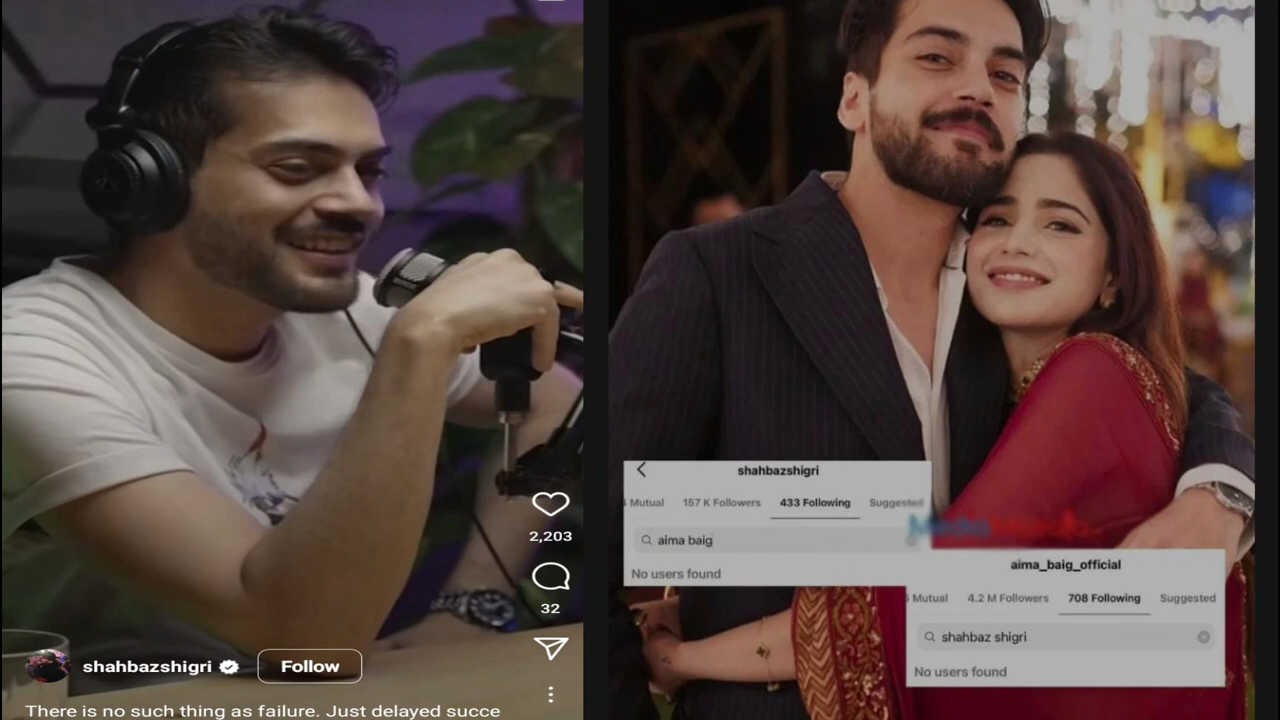 2,203
32
shahbazshigri
Follow
There is no such thing as failure. Just delayed succe
shahbazshigri
Mutual 157 K Followers 433 Following Suggested
aima baig
No users found
aima_baig_official
Mutual 4.2 M Followers 708 Following Suggested
shahbaz shigri
No users found